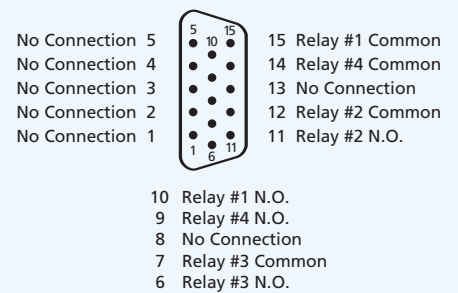 No Connection 5
No Connection 4
No Connection 3
No Connection 2
No Connection 1
5 15
10
1 11
6
15 Relay #1 Common
14 Relay #4 Common
13 No Connection
12 Relay #2 Common
11 Relay #2 N.O.
10 Relay #1 N.O.
9 Relay #4 N.O.
8 No Connection
7 Relay #3 Common
6 Relay #3 N.O.